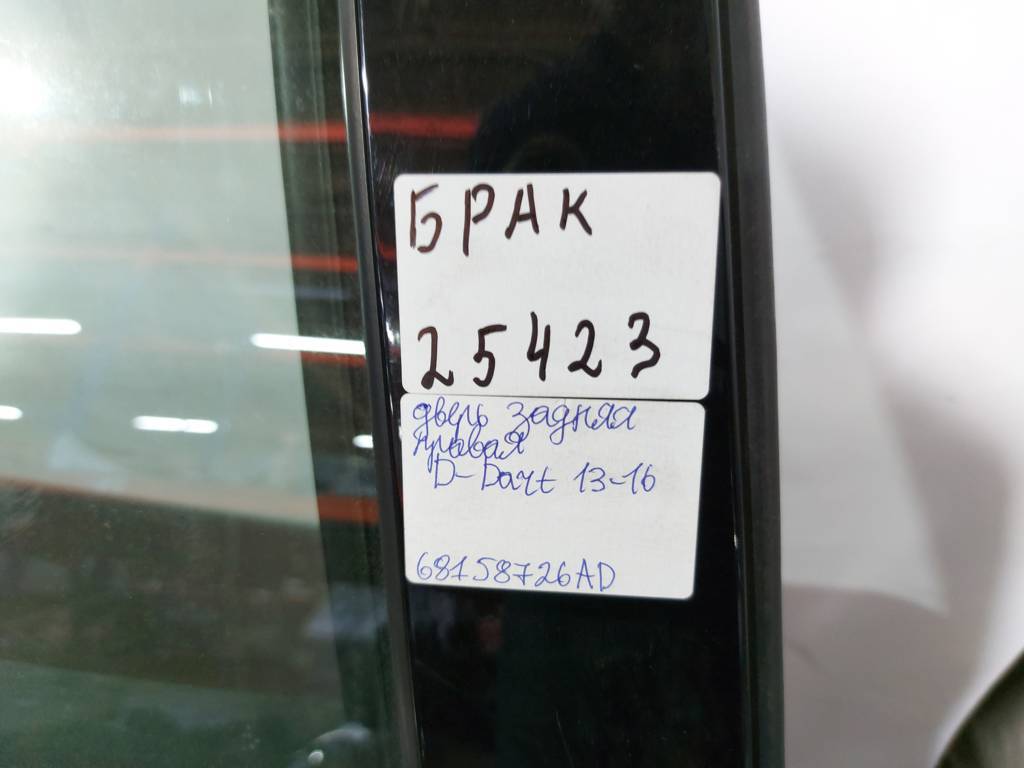 БРАК
25423
дверь задняя
правая
D-Dart 13-16
68158726AD